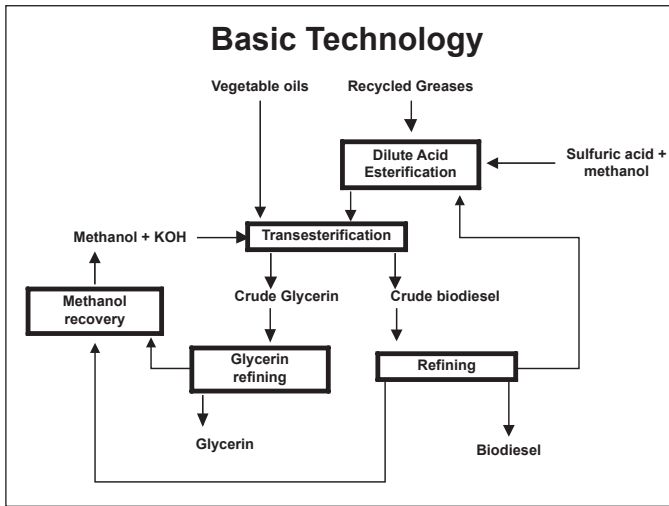 Basic Technology
Vegetable oils
Recycled Greases
Dilute Acid
Esterification
Sulfuric acid +
methanol
Methanol + KOH
Transesterification
Methanol
recovery
Crude Glycerin
Crude biodiesel
Glycerin
refining
Refining
Glycerin
Biodiesel